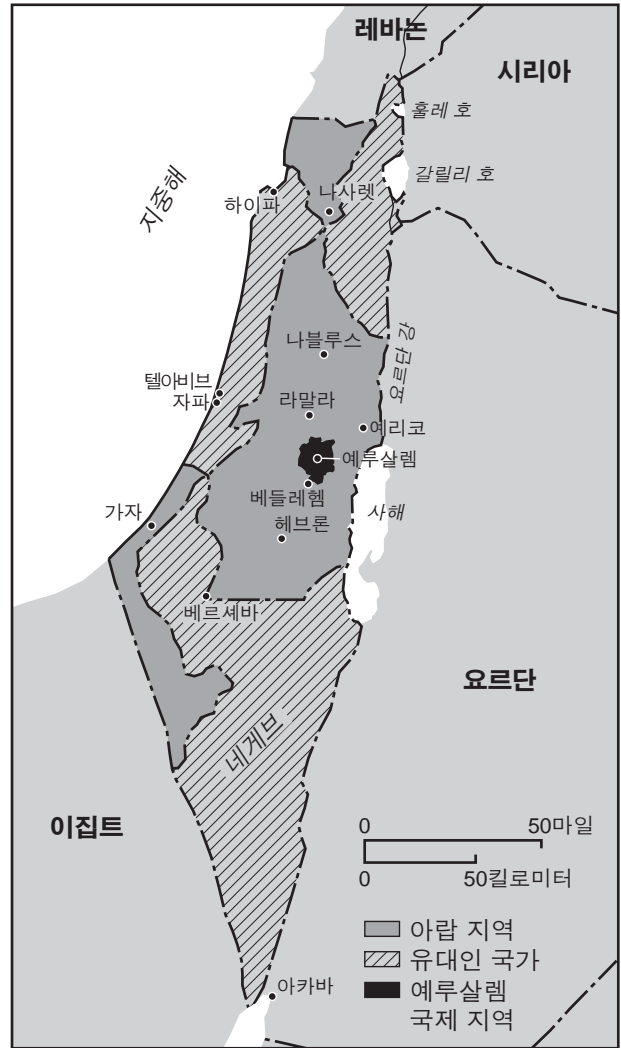 레바논
시리아
훌레 호
갈릴리 호
지중해
하이파
나사렛
나블루스
요르단 강
텔아비브
자파
라말라
예리코
예루살렘
베들레헴
헤브론
사해
가자
베르셰바
요르단
네게브
이집트
0 50마일
0 50킬로미터
아카바
아랍 지역
유대인 국가
예루살렘
국제 지역